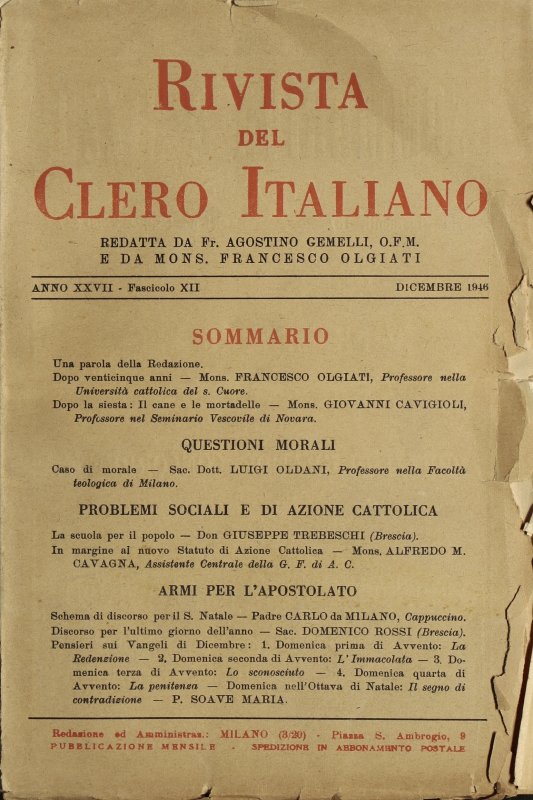 RIVISTA
DEL
CLERO ITALIANO
REDATTA DA Fr. AGOSTINO GEMELLI, O.F.M.
E DA MONS. FRANCESCO OLGIATI
ANNO XXVII - Fascicolo XII DICEMBRE 1946
SOMMARIO
Una parola della Redazione.
Dopo venticinque anni — Mons. FRANCESCO OLGIATI, Professore nella
Università cattolica del s. Cuore.
Dopo la siesta: Il cane e le mortadelle — Mons. GIOVANNI CAVIGIOLI,
Professore nel Seminario Vescovile di Novara.
QUESTIONI MORALI
Caso di morale — Sac. Dott. LUIGI OLDANI, Professore nella Facoltà
teologica di Milano.
PROBLEMI SOCIALI E DI AZIONE CATTOLICA
La scuola per il popolo — Don GIUSEPPE TREBESCHI (Brescia).
In margine al nuovo Statuto di Azione Cattolica — Mons. ALFREDO M.
CAVAGNA, Assistente Centrale della G. F. di A. C.
ARMI PER L'APOSTOLATO
Schema di discorso per il S. Natale — Padre CARLO da MILANO, Cappuccino.
Discorso per l'ultimo giorno dell'anno — Sac. DOMENICO ROSSI (Brescia).
Pensieri sui Vangeli di Dicembre: 1. Domenica prima di Avvento: La
Redenzione — 2. Domenica seconda di Avvento: L'Immacolata — 3. Do-
menica terza di Avvento: Lo sconosciuto — 4. Domenica quarta di
Avvento: La penitenza — Domenica nell'Ottava di Natale: Il segno di
contradizione — P. SOAVE MARIA.
Redazione ed Amministraz.: MILANO (3/20) - Piazza S. Ambrogio, 9
PUBBLICAZIONE MENSILE - SPEDIZIONE IN ABBONAMENTO POSTALE